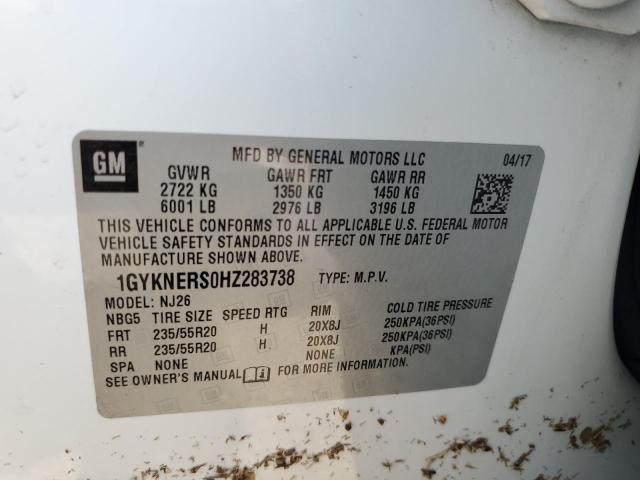 GM
MFD BY GENERAL MOTORS LLC 04/17
GVWR GAWR FRT GAWR RR
2722 KG 1350 KG 1450 KG
6001 LB 2976 LB 3196 LB
THIS VEHICLE CONFORMS TO ALL APPLICABLE U.S. FEDERAL MOTOR
VEHICLE SAFETY STANDARDS IN EFFECT ON THE DATE OF
MANUFACTURE SHOWN ABOVE.
1GYKNERS0HZ283738 TYPE: M.P.V.
MODEL: NJ26
NBG5 TIRE SIZE SPEED RTG RIM COLD TIRE PRESSURE
FRT 235/55R20 H 20X8J 250KPA(36PSI)
RR 235/55R20 H 20X8J 250KPA(36PSI)
SPA NONE NONE KPA(PSI)
SEE OWNER'S MANUAL FOR MORE INFORMATION.